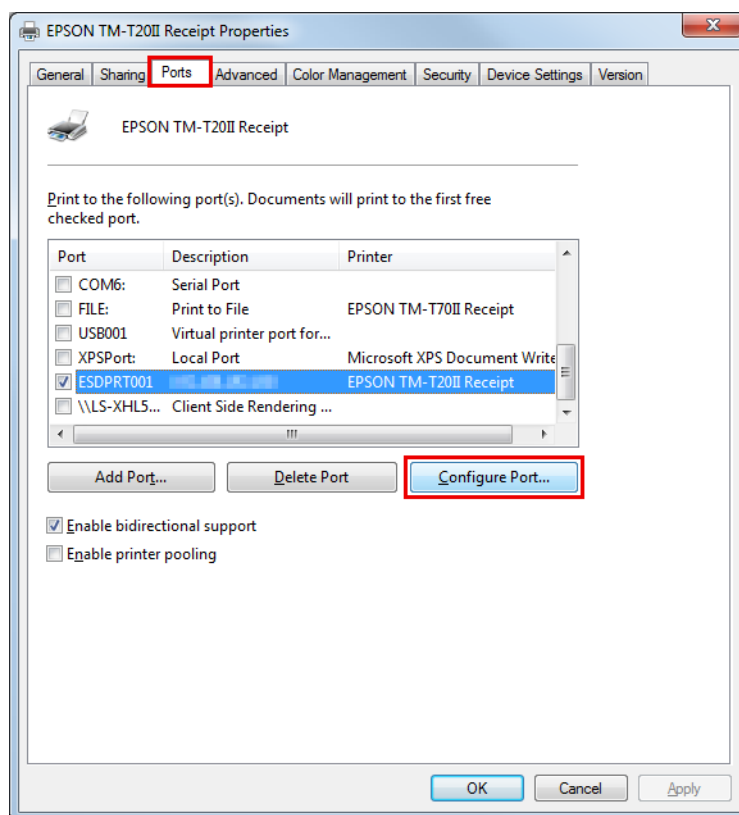 EPSON TM-T20II Receipt Properties
General Sharing Ports Advanced Color Management Security Device Settings Version
EPSON TM-T20II Receipt
Print to the following port(s). Documents will print to the first free
checked port.
Port Description Printer
COM6: Serial Port
FILE: Print to File EPSON TM-T70II Receipt
USB001 Virtual printer port for...
XPSPort: Local Port Microsoft XPS Document Write
ESDPRT001 EPSON TM-T20II Receipt
\\LS-XHL5... Client Side Rendering ...
Add Port... Delete Port Configure Port...
Enable bidirectional support
Enable printer pooling
OK Cancel Apply